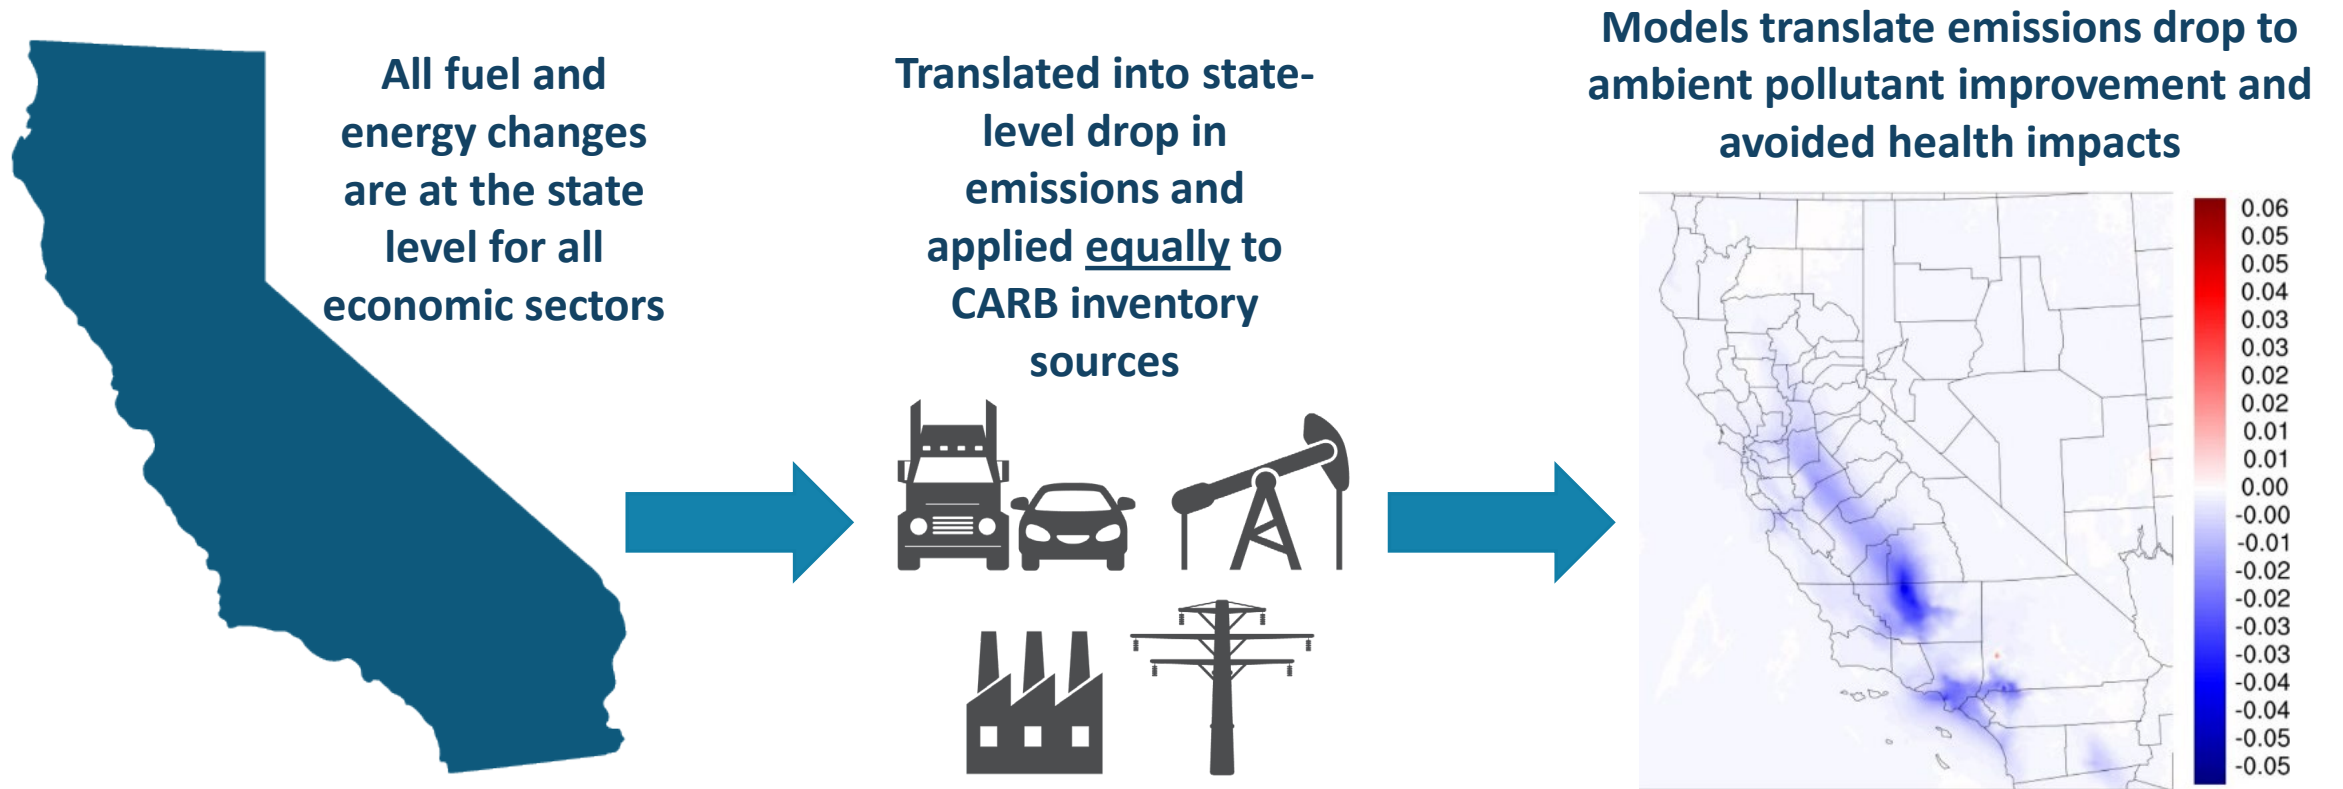 All fuel and
energy changes
are at the state
level for all
economic sectors
Translated into state-
level drop in
emissions and
applied equally to
CARB inventory
sources
Models translate emissions drop to
ambient pollutant improvement and
avoided health impacts
0.06
0.05
0.05
0.04
0.03
0.03
0.02
0.02
0.01
0.01
0.00
-0.00
-0.01
-0.02
-0.02
-0.03
-0.03
-0.04
-0.04
-0.05
-0.05